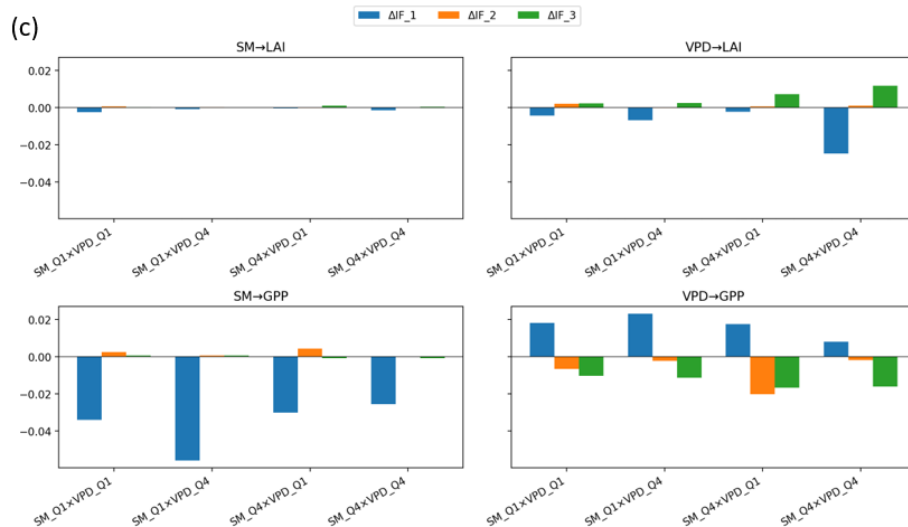 (c)
ΔIF_1 ΔIF_2 ΔIF_3
SM→LAI
0.02
0.00
−0.02
−0.04
SM_Q1×VPD_Q1
SM_Q1×VPD_Q4
SM_Q4×VPD_Q1
SM_Q4×VPD_Q4
VPD→LAI
SM_Q1×VPD_Q1
SM_Q1×VPD_Q4
SM_Q4×VPD_Q1
SM_Q4×VPD_Q4
SM→GPP
0.02
0.00
−0.02
−0.04
SM_Q1×VPD_Q1
SM_Q1×VPD_Q4
SM_Q4×VPD_Q1
SM_Q4×VPD_Q4
VPD→GPP
SM_Q1×VPD_Q1
SM_Q1×VPD_Q4
SM_Q4×VPD_Q1
SM_Q4×VPD_Q4